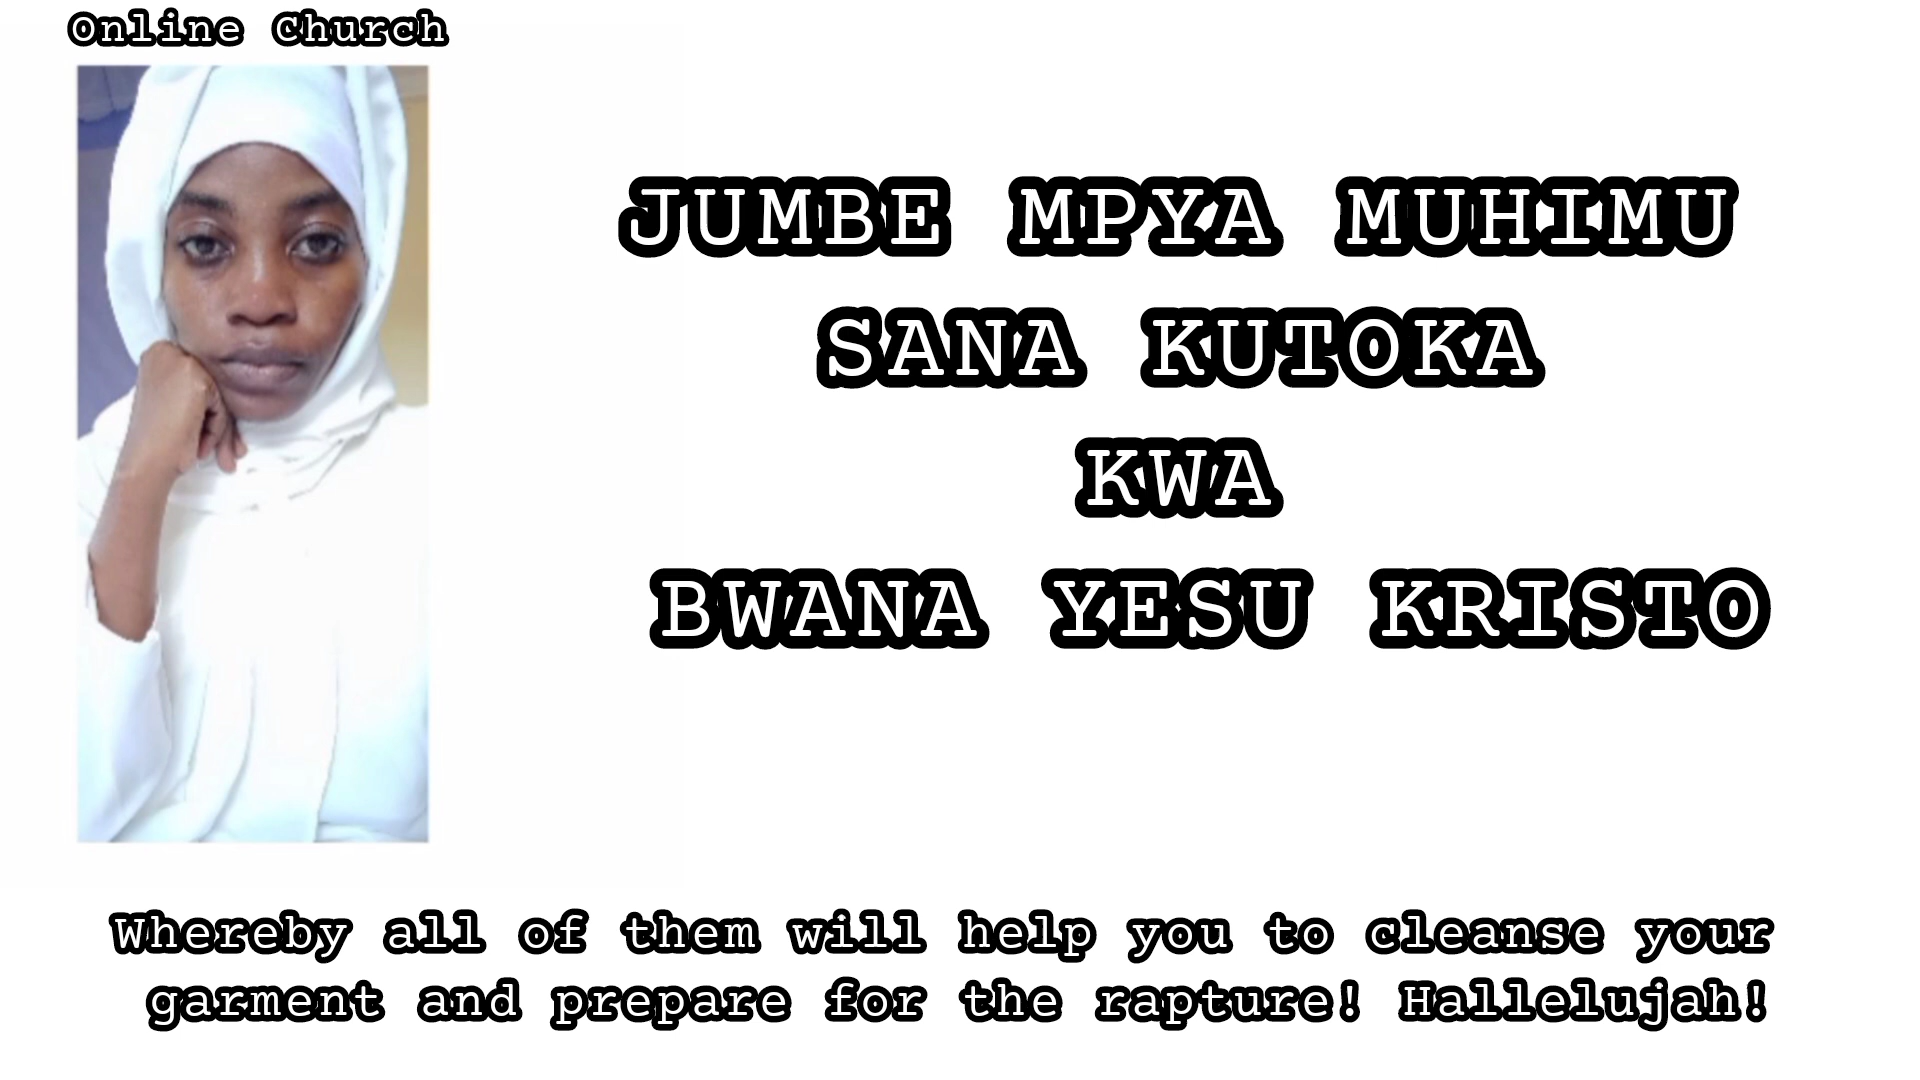 Online Church
JUMBE MPYA MUHIMU
SANA KUTOKA
KWA
BWANA YESU KRISTO
Whereby all of them will help you to cleanse your
garment and prepare for the rapture! Hallelujah!